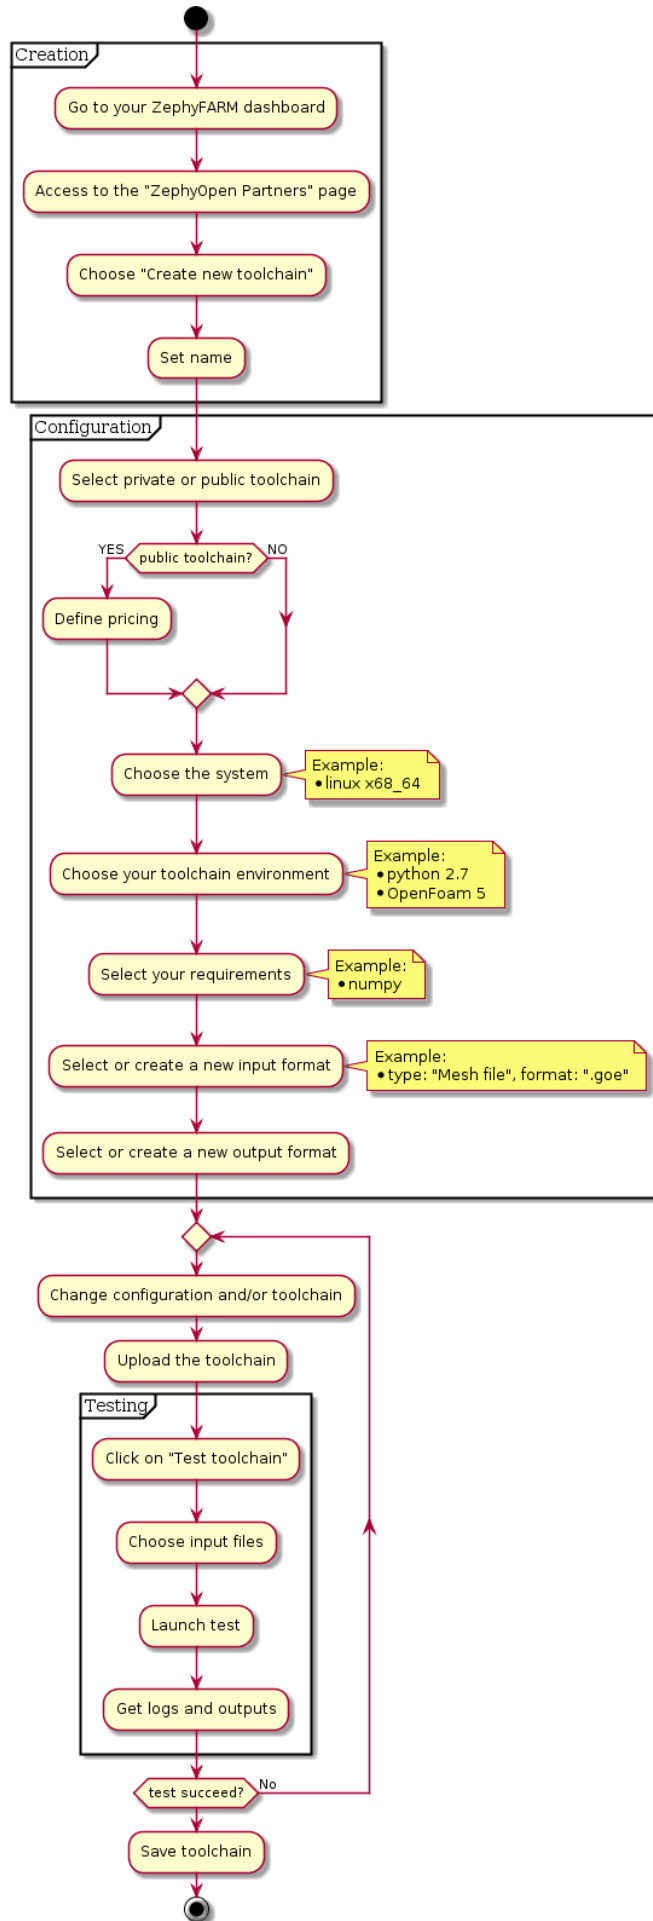 Creation
Go to your ZephyFARM dashboard
Access to the "ZephyOpen Partners" page
Choose "Create new toolchain"
Set name
Configuration
Select private or public toolchain
YES
public toolchain?
NO
Define pricing
Choose the system
Example:
•linux x68_64
Choose your toolchain environment
Example:
•python 2.7
•OpenFoam 5
Select your requirements
Example:
•numpy
Select or create a new input format
Example:
•type: "Mesh file", format: ".goe"
Select or create a new output format
Change configuration and/or toolchain
Upload the toolchain
Testing
Click on "Test toolchain"
Choose input files
Launch test
Get logs and outputs
test succeed?
No
Save toolchain